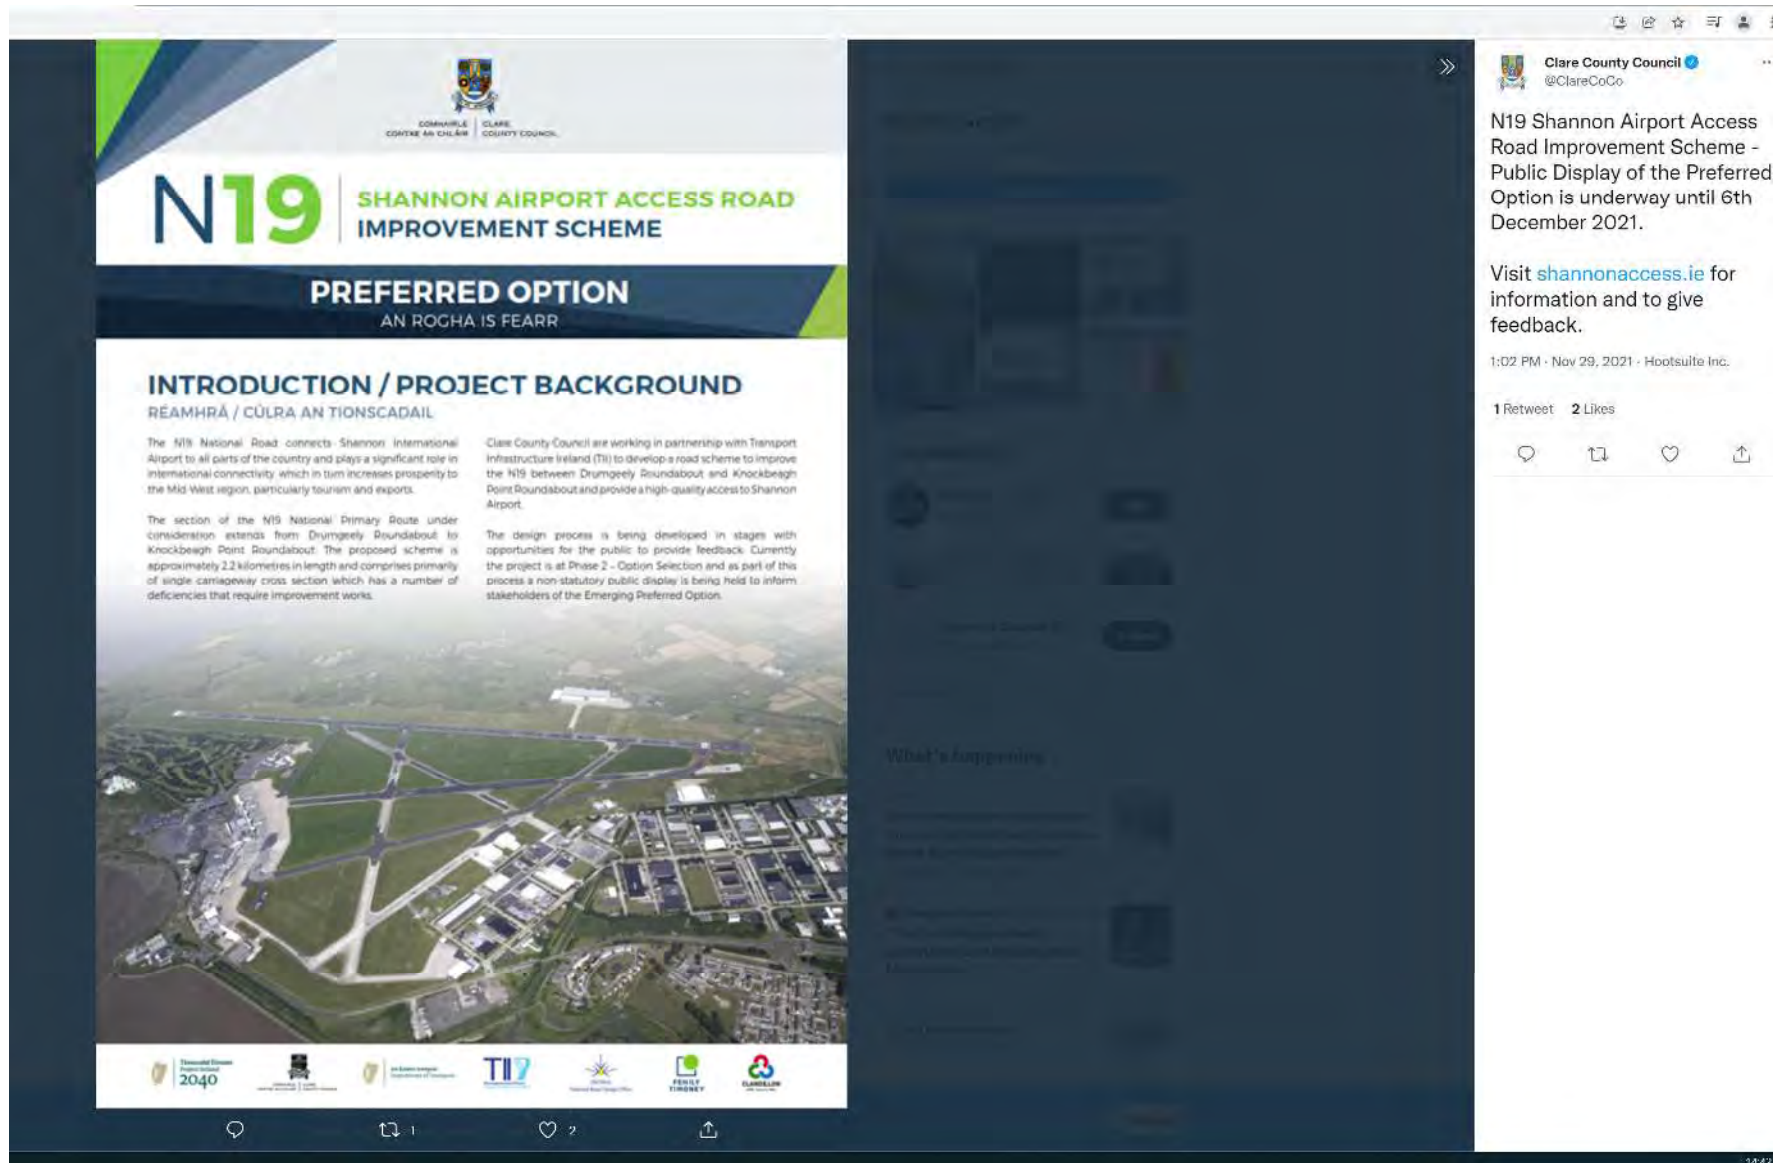 COMHAIRLE
CONTAE AN CHLÁIR
CLARE
COUNTY COUNCIL
N19
SHANNON AIRPORT ACCESS ROAD
IMPROVEMENT SCHEME
PREFERRED OPTION
AN ROGHA IS FEARR
INTRODUCTION / PROJECT BACKGROUND
RÉAMHRÁ / CÚLRA AN TIONSCADAIL
The N19 National Road connects Shannon International
Airport to all parts of the country and plays a significant role in
international connectivity which in turn increases prosperity to
the Mid West region, particularly tourism and exports.
The section of the N19 National Primary Route under
consideration extends from Drumgeely Roundabout to
Knockbeagh Point Roundabout. The proposed scheme is
approximately 2.2 kilometres in length and comprises primarily
of single carriageway cross section which has a number of
deficiencies that require improvement works.
Clare County Council are working in partnership with Transport
Infrastructure Ireland (TII) to develop a road scheme to improve
the N19 between Drumgeely Roundabout and Knockbeagh
Point Roundabout and provide a high-quality access to Shannon
Airport.
The design process is being developed in stages with
opportunities for the public to provide feedback. Currently
the project is at Phase 2 - Option Selection and as part of this
process a non-statutory public display is being held to inform
stakeholders of the Emerging Preferred Option.
2040
TII
FEHILY
TIMONEY
CLANDILLON
1
2
What's happening
Clare County Council
@ClareCoCo
N19 Shannon Airport Access
Road Improvement Scheme -
Public Display of the Preferred
Option is underway until 6th
December 2021.
Visit shannonaccess.ie for
information and to give
feedback.
1:02 PM · Nov 29, 2021 · Hootsuite Inc.
1 Retweet 2 Likes